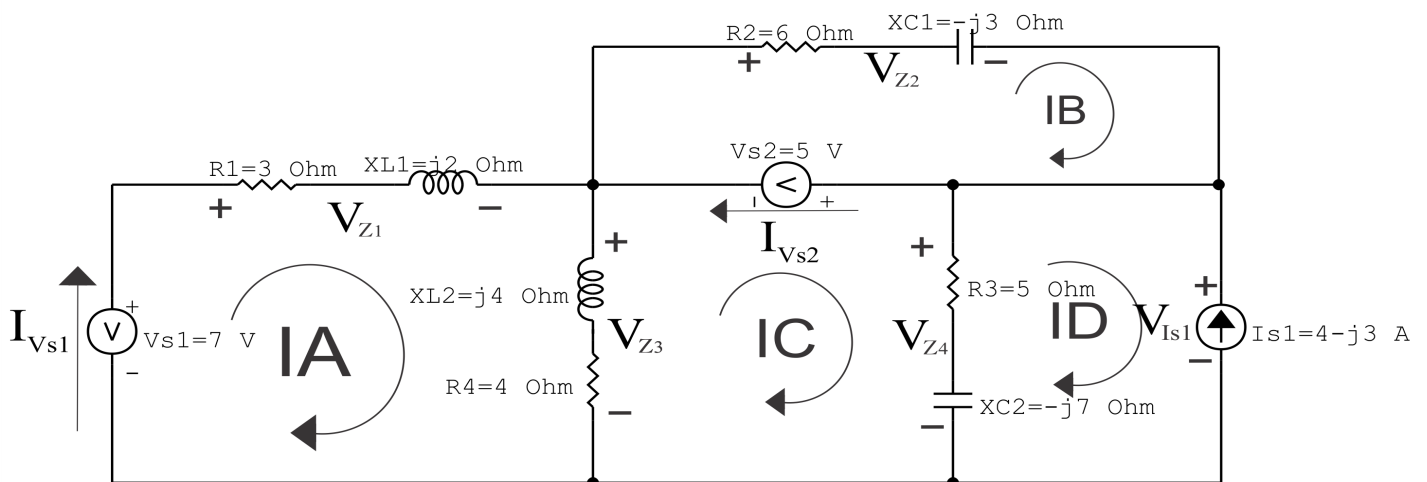 R2=6 Ohm
XC1=-j3 Ohm
+
VZ2
−
IB
R1=3 Ohm
XL1=j2 Ohm
Vs2=5 V
+
VZ1
−
<
-
+
IVs2
+
XL2=j4 Ohm
VZ3
R4=4 Ohm
−
+
R3=5 Ohm
VZ4
XC2=-j7 Ohm
−
IVs1
+
V
Vs1=7 V
-
IA
IC
ID
+
VIs1
−
Is1=4-j3 A